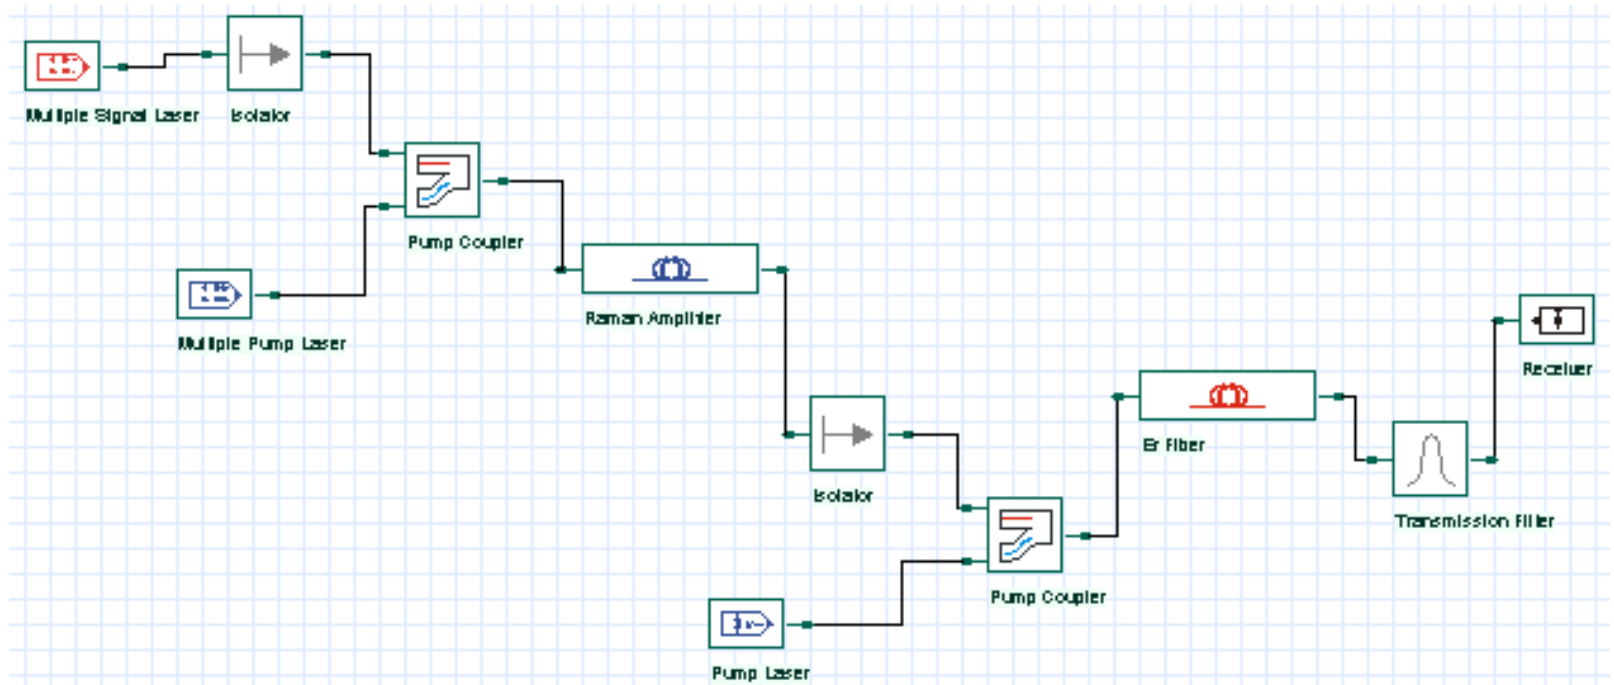 Multiple Signal Laser
Isolator
Pump Coupler
Multiple Pump Laser
Raman Amplifier
Receiver
Er Fiber
Isolator
Transmission Filter
Pump Coupler
Pump Laser